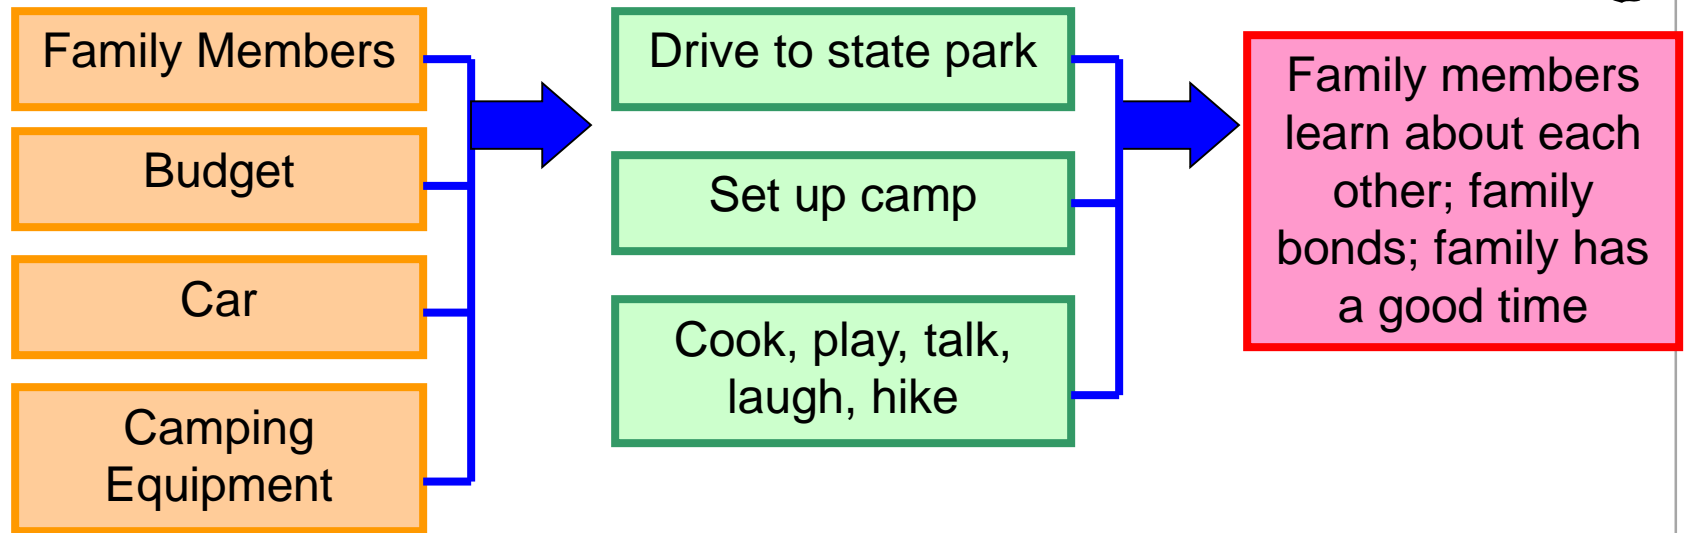 Family Members
Budget
Car
Camping
Equipment
Drive to state park
Set up camp
Cook, play, talk,
laugh, hike
Family members
learn about each
other; family
bonds; family has
a good time